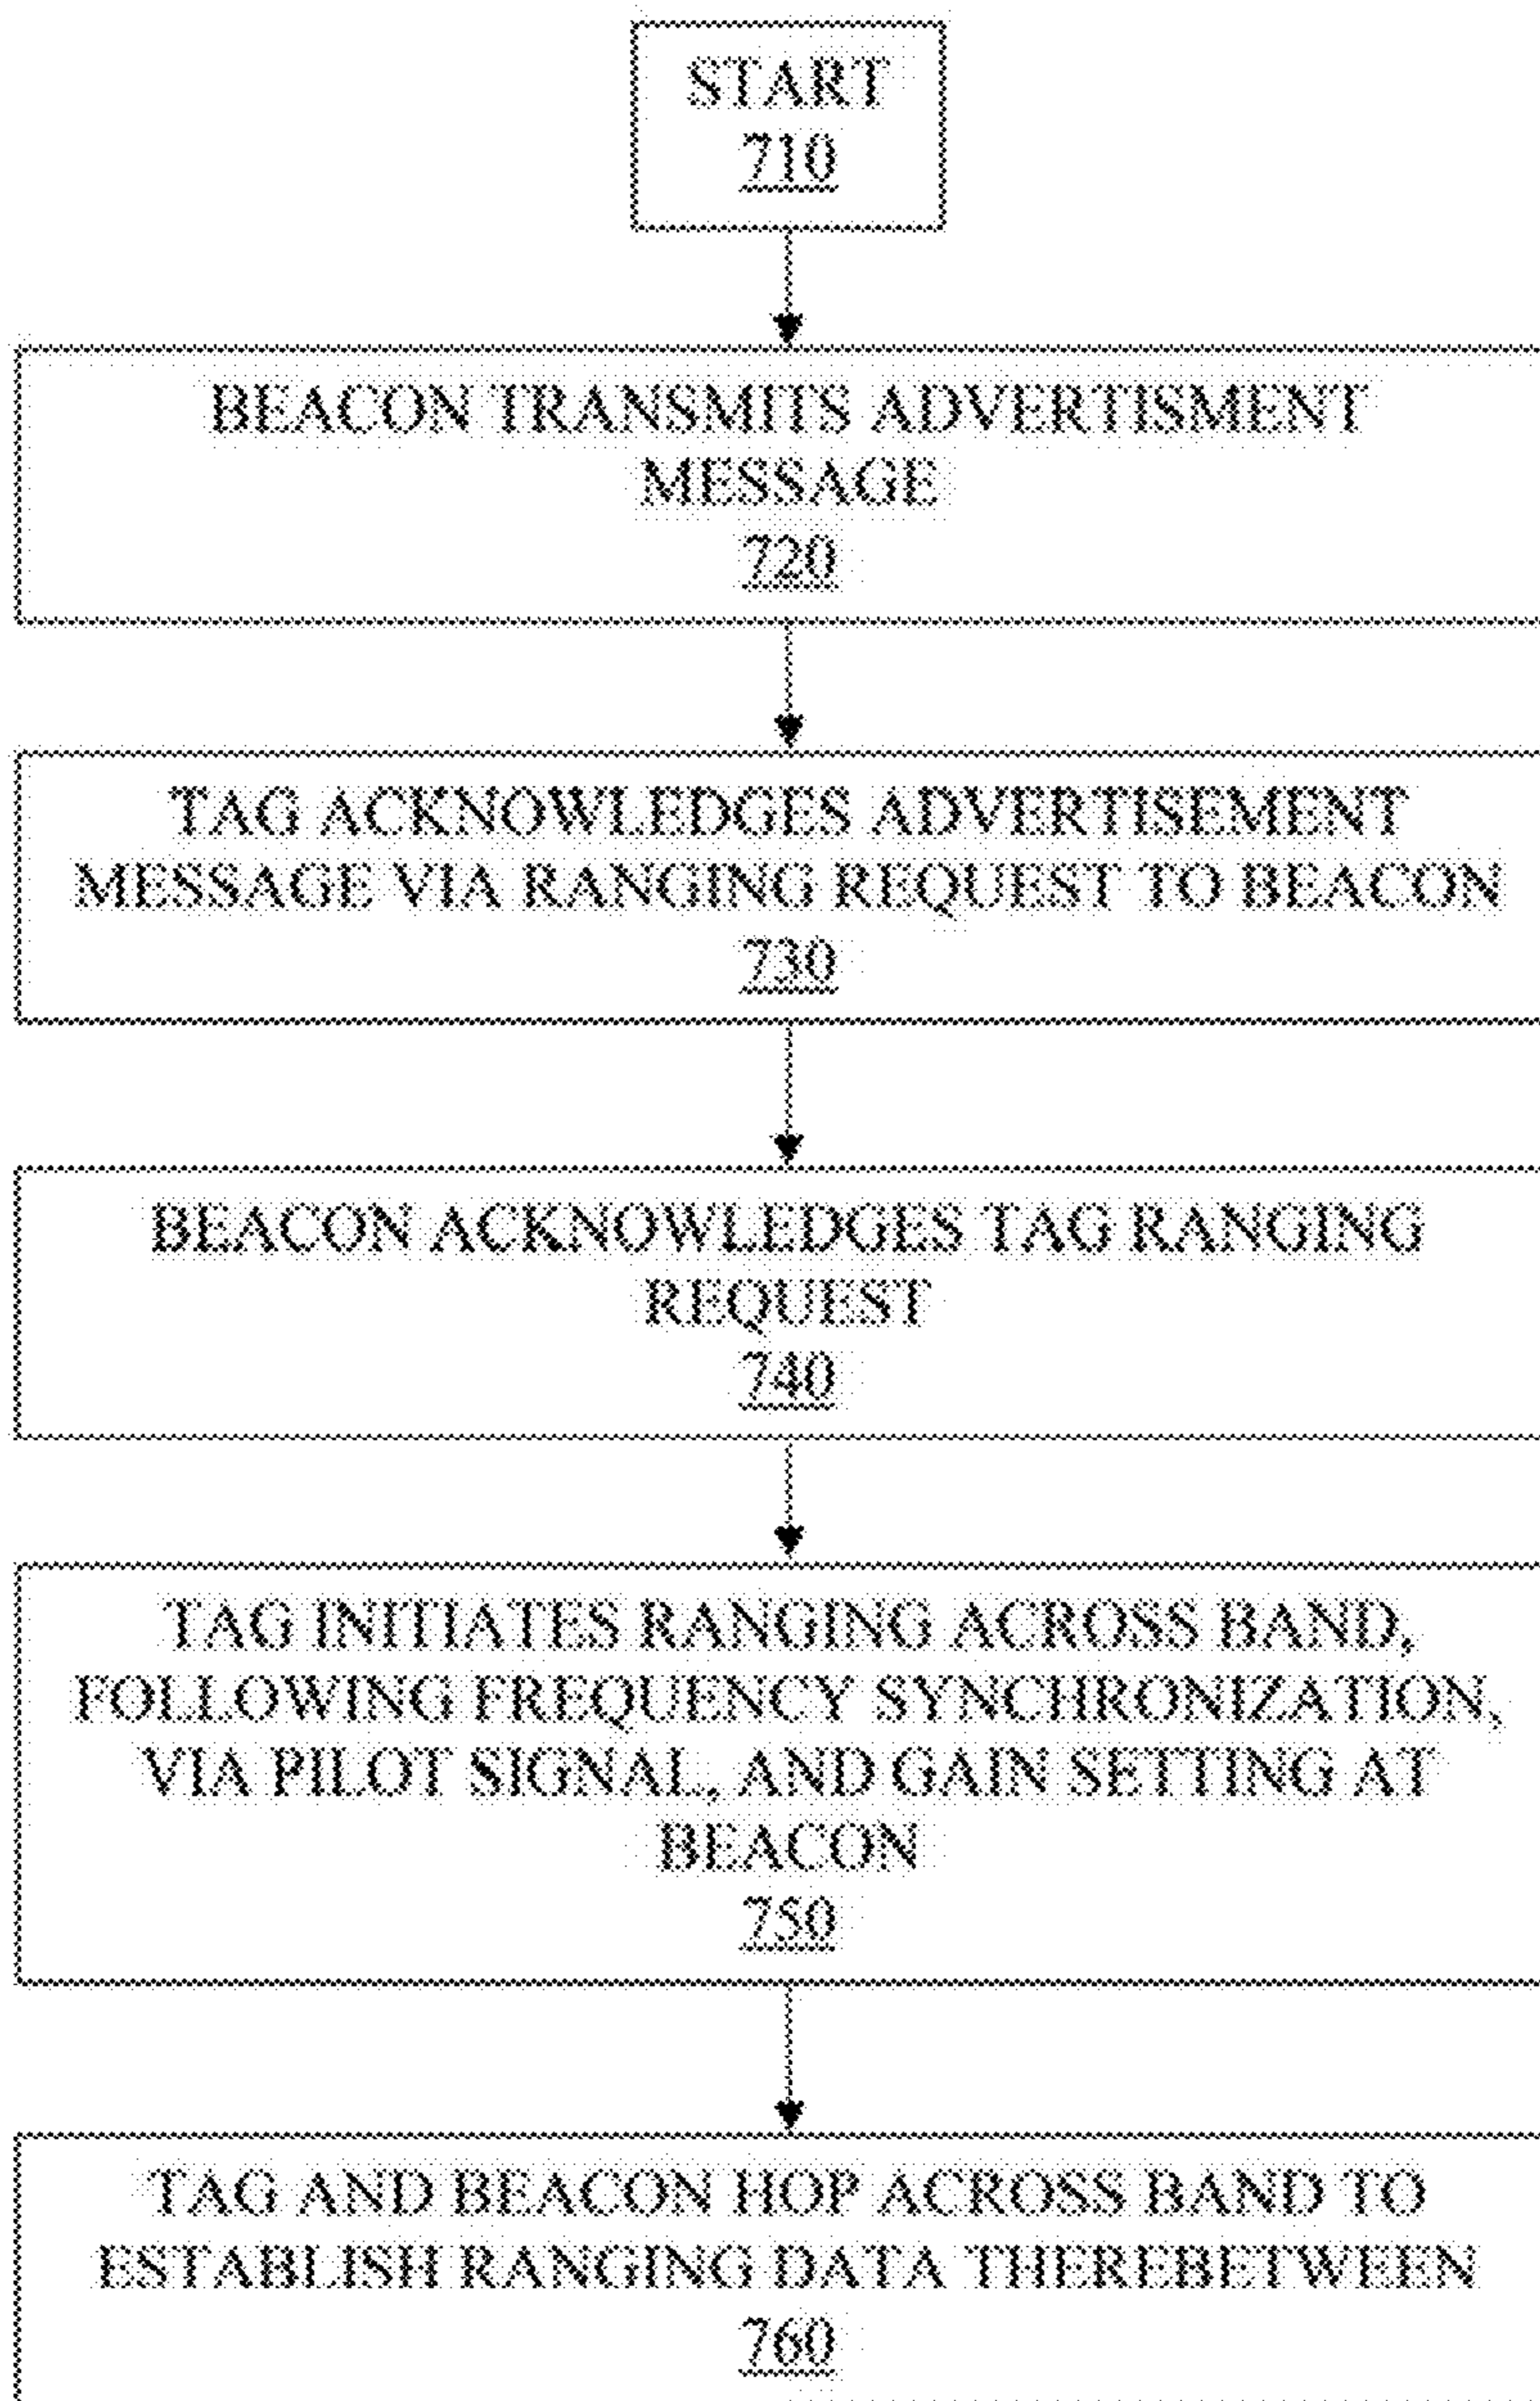 START
710
BEACON TRANSMITS ADVERTISMENT
MESSAGE
720
TAG ACKNOWLEDGES ADVERTISEMENT
MESSAGE VIA RANGING REQUEST TO BEACON
730
BEACON ACKNOWLEDGES TAG RANGING
REQUEST
740
TAG INITIATES RANGING ACROSS BAND,
FOLLOWING FREQUENCY SYNCHRONIZATION,
VIA PILOT SIGNAL, AND GAIN SETTING AT
BEACON
750
TAG AND BEACON HOP ACROSS BAND TO
ESTABLISH RANGING DATA THEREBETWEEN
760